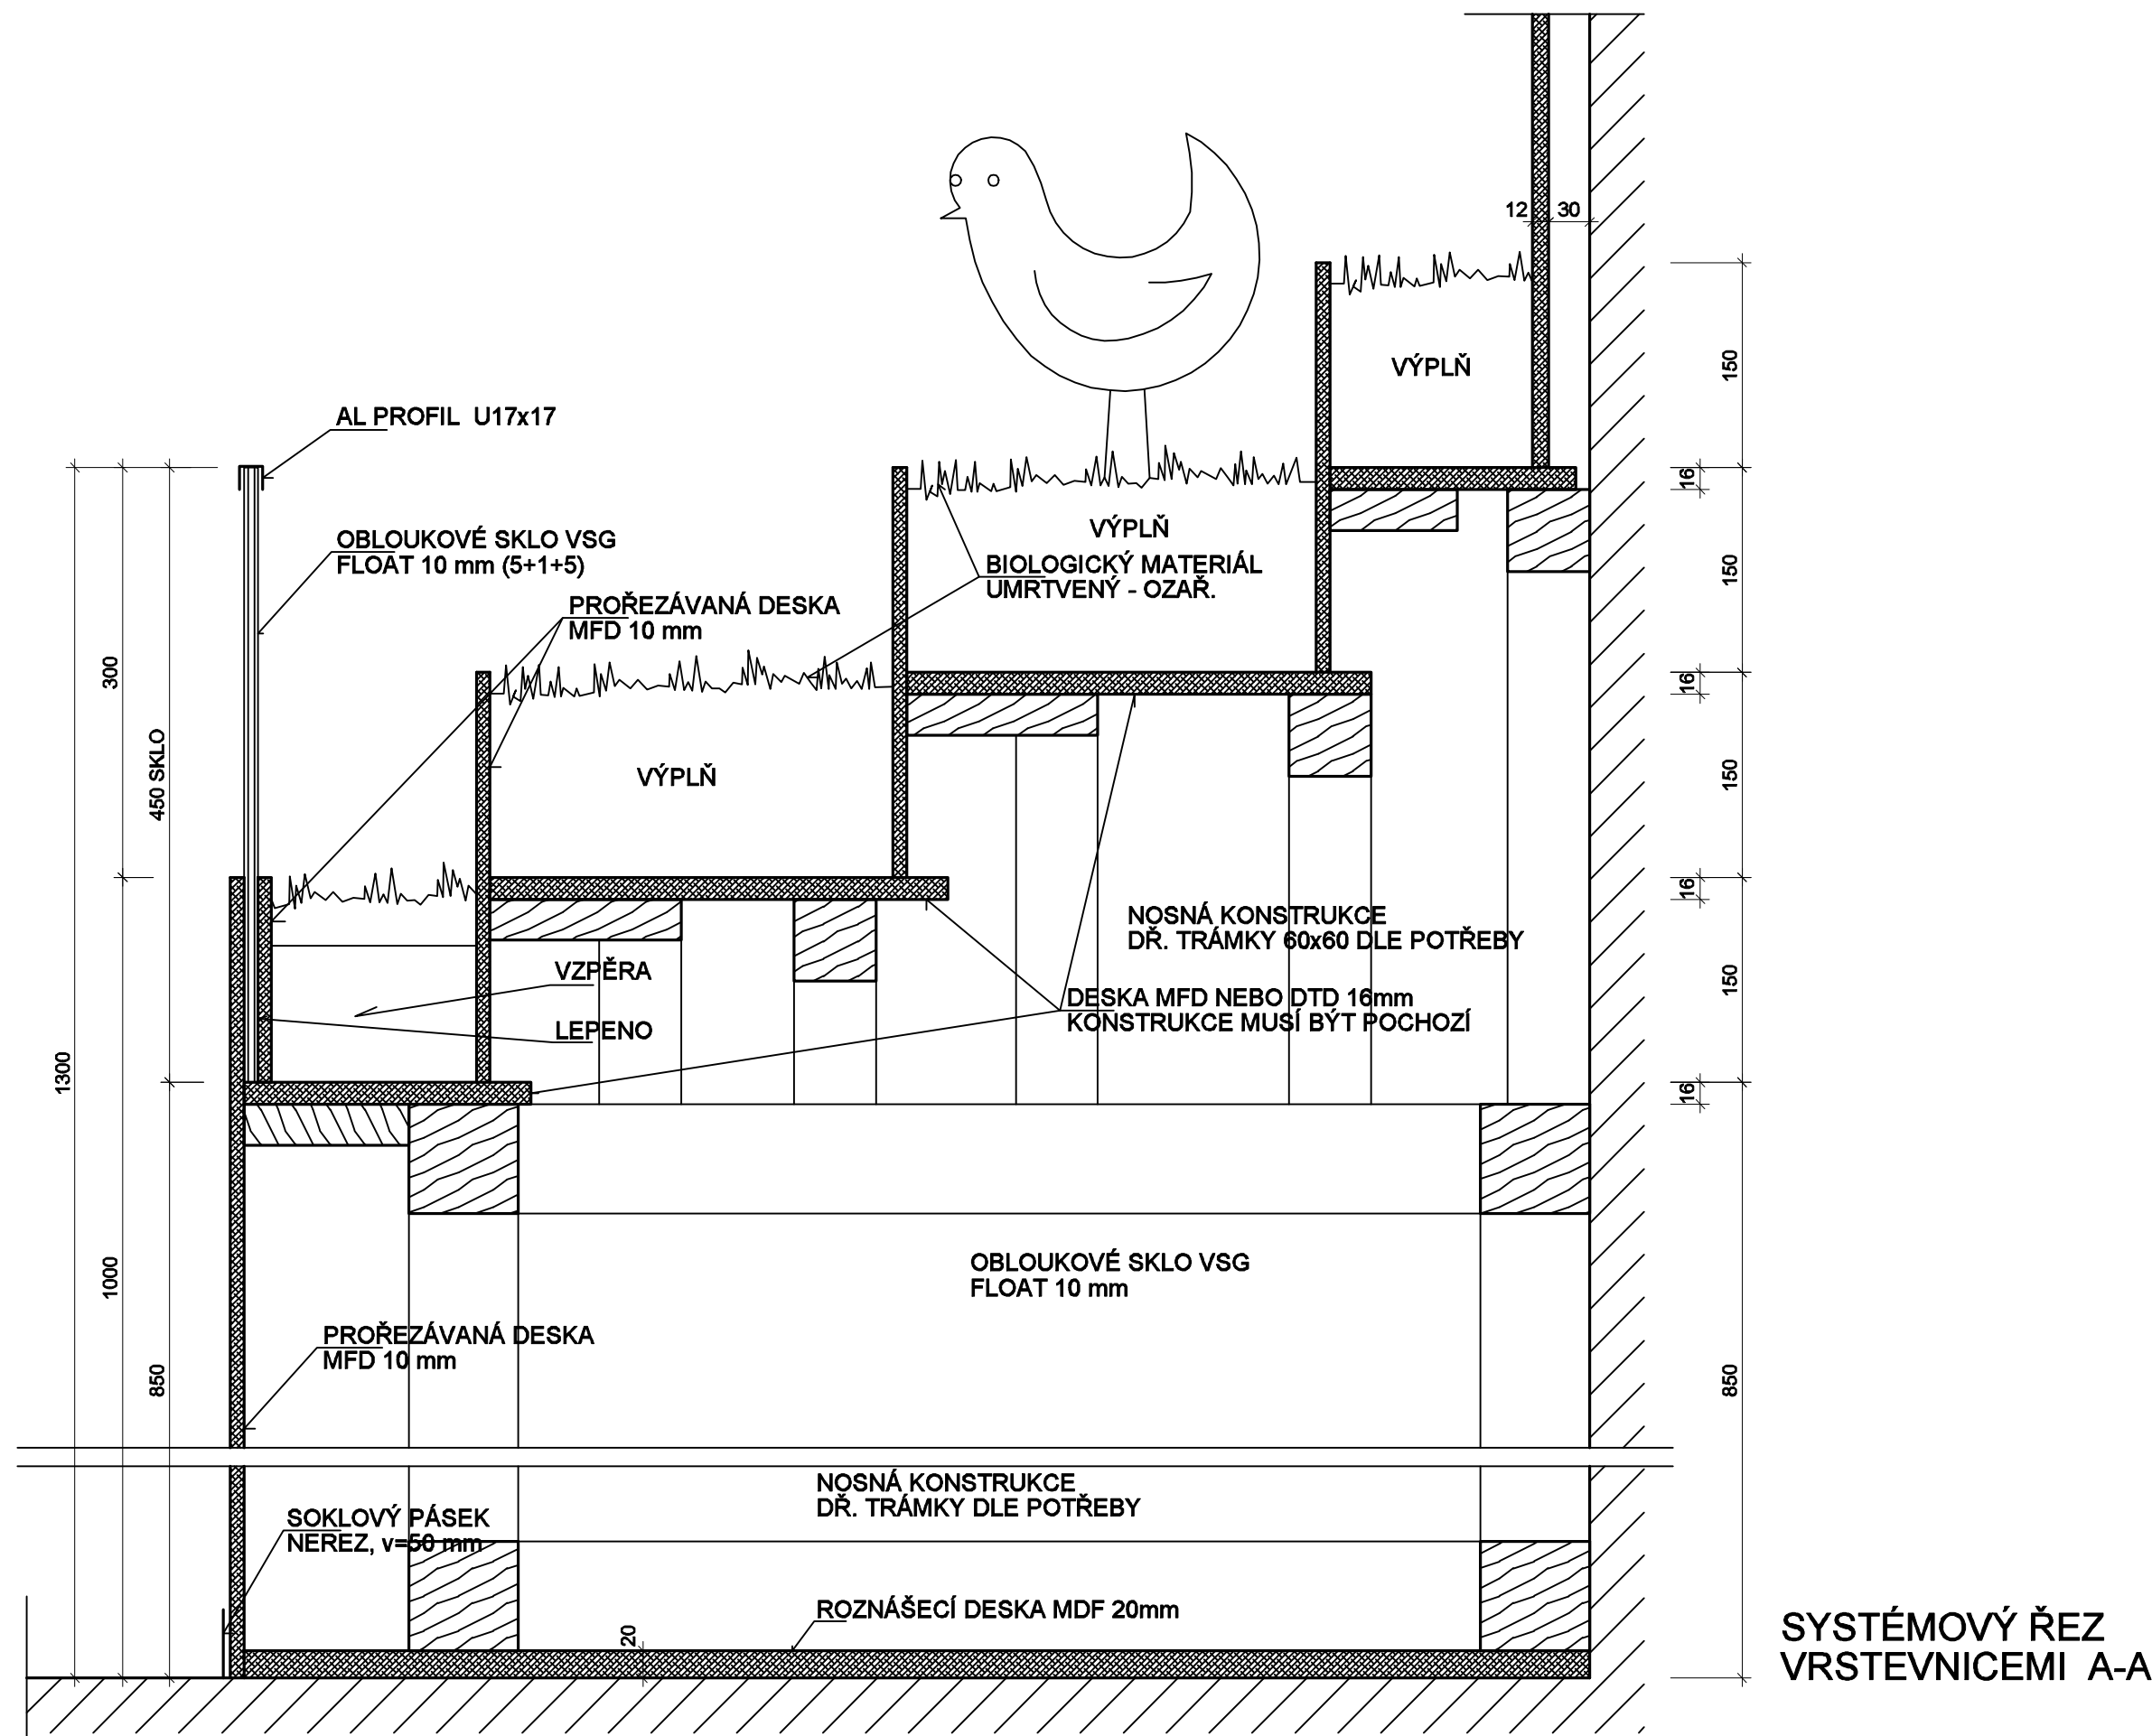 12
30
VÝPLŇ
150
AL PROFIL  U17x17
16
OBLOUKOVÉ SKLO VSG
FLOAT 10 mm (5+1+5)
VÝPLŇ
BIOLOGICKÝ MATERIÁL
UMRTVENÝ - OZAŘ.
150
PROŘEZÁVANÁ DESKA
MFD 10 mm
300
16
450 SKLO
VÝPLŇ
150
16
NOSNÁ KONSTRUKCE
DŘ. TRÁMKY 60x60 DLE POTŘEBY
VZPĚRA
150
DESKA MFD NEBO DTD 16mm
KONSTRUKCE MUSÍ BÝT POCHOZÍ
LEPENO
1300
16
1000
OBLOUKOVÉ SKLO VSG
FLOAT 10 mm
PROŘEZÁVANÁ DESKA
MFD 10 mm
850
850
NOSNÁ KONSTRUKCE
DŘ. TRÁMKY DLE POTŘEBY
SOKLOVÝ PÁSEK
NEREZ, v=50 mm
ROZNÁŠECÍ DESKA MDF 20mm
20
SYSTÉMOVÝ ŘEZ
VRSTEVNICEMI  A-A